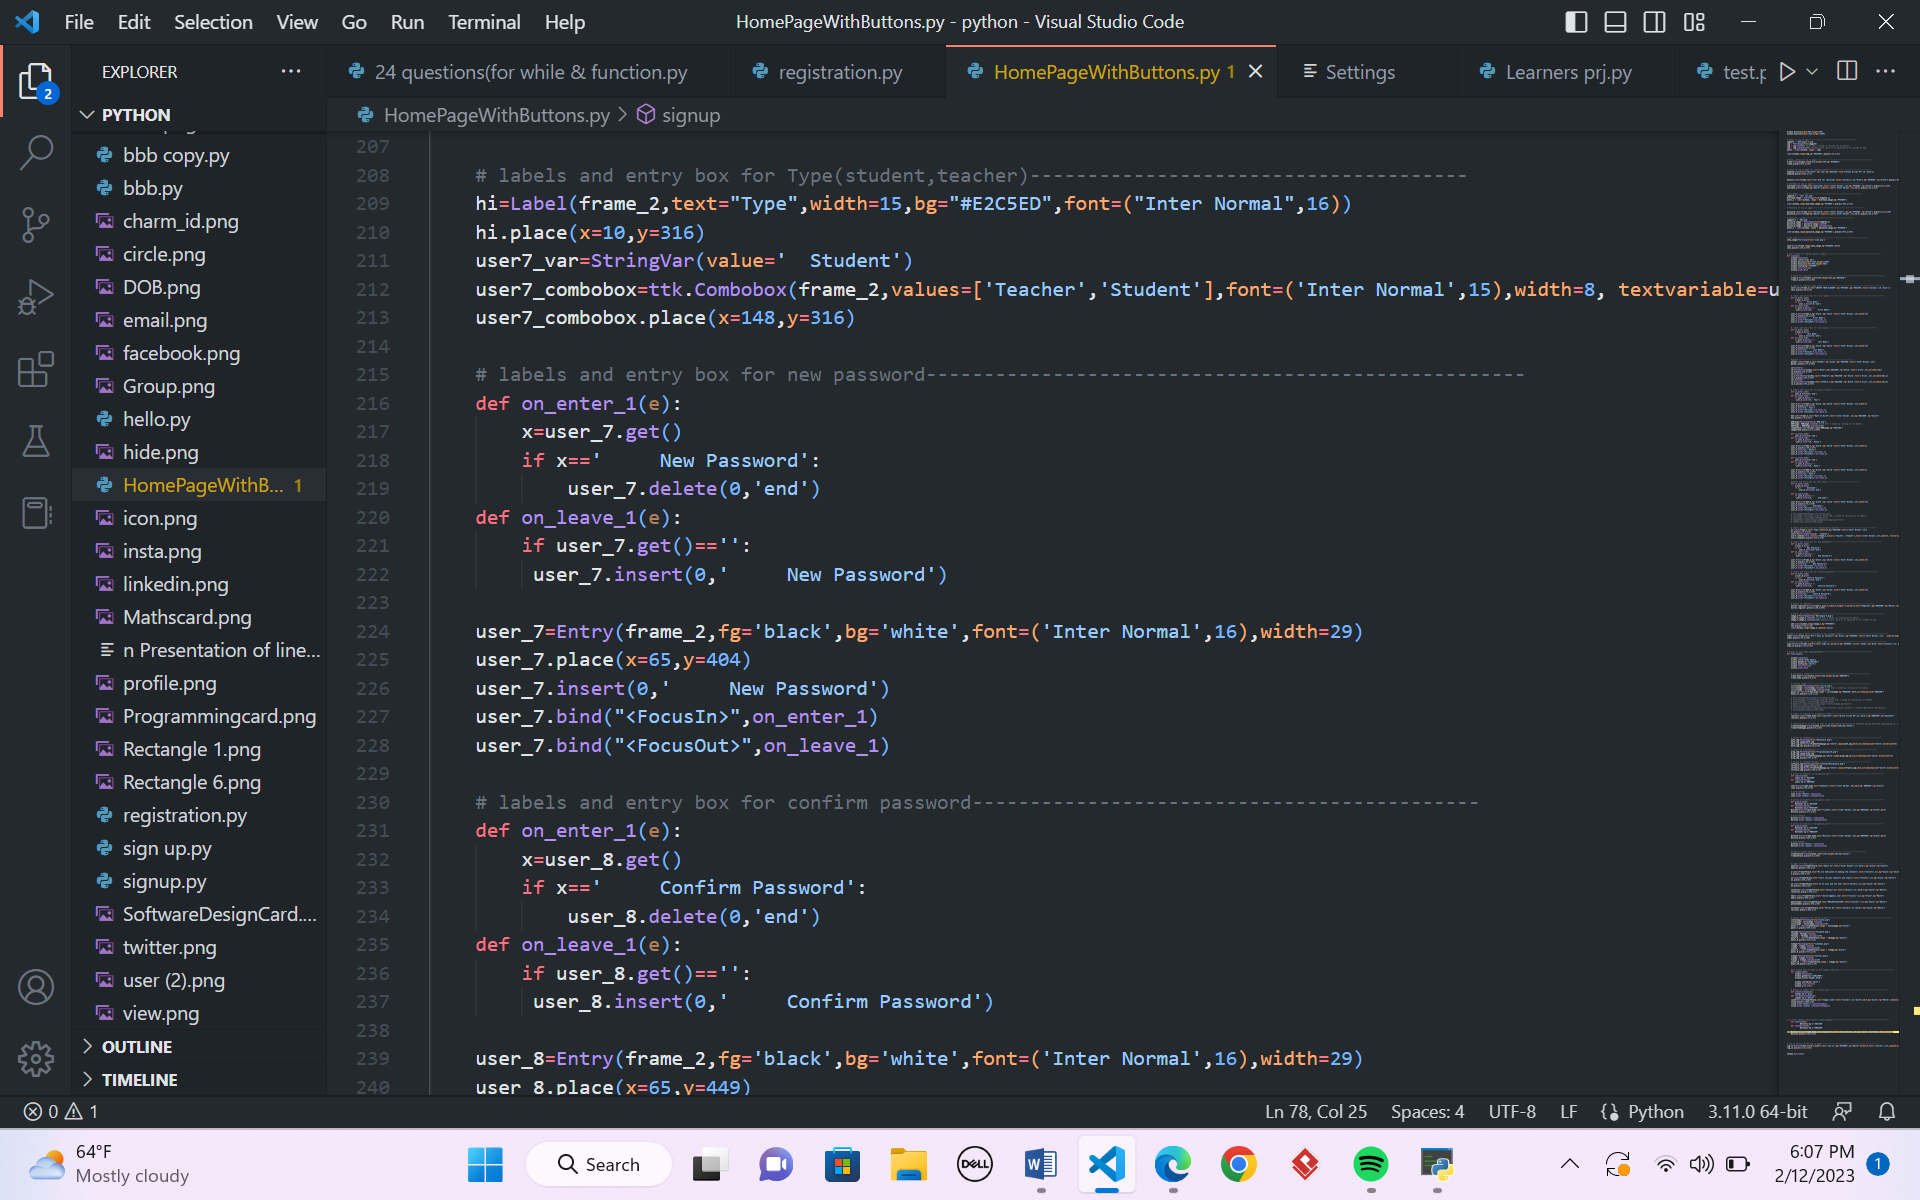 File Edit Selection View Go Run Terminal Help
HomePageWithButtons.py - python - Visual Studio Code
EXPLORER
24 questions(for while & function.py
registration.py
HomePageWithButtons.py 1
Settings
Learners prj.py
test.p
PYTHON
HomePageWithButtons.py > signup
2
bbb copy.py
bbb.py
charm_id.png
circle.png
DOB.png
email.png
facebook.png
Group.png
hello.py
hide.png
HomePageWithB... 1
icon.png
insta.png
linkedin.png
Mathscard.png
n Presentation of line...
profile.png
Programmingcard.png
Rectangle 1.png
Rectangle 6.png
registration.py
sign up.py
signup.py
SoftwareDesignCard....
twitter.png
user (2).png
view.png
OUTLINE
TIMELINE
207
208 # labels and entry box for Type(student,teacher)--------------------------------------
209 hi=Label(frame_2,text="Type",width=15,bg="#E2C5ED",font=("Inter Normal",16))
210 hi.place(x=10,y=316)
211 user7_var=StringVar(value='  Student')
212 user7_combobox=ttk.Combobox(frame_2,values=['Teacher','Student'],font=('Inter Normal',15),width=8, textvariable=u
213 user7_combobox.place(x=148,y=316)
214
215 # labels and entry box for new password----------------------------------------------------
216 def on_enter_1(e):
217     x=user_7.get()
218     if x=='     New Password':
219         user_7.delete(0,'end')
220 def on_leave_1(e):
221     if user_7.get()=='':
222      user_7.insert(0,'     New Password')
223
224 user_7=Entry(frame_2,fg='black',bg='white',font=('Inter Normal',16),width=29)
225 user_7.place(x=65,y=404)
226 user_7.insert(0,'     New Password')
227 user_7.bind("<FocusIn>",on_enter_1)
228 user_7.bind("<FocusOut>",on_leave_1)
229
230 # labels and entry box for confirm password--------------------------------------------
231 def on_enter_1(e):
232     x=user_8.get()
233     if x=='     Confirm Password':
234         user_8.delete(0,'end')
235 def on_leave_1(e):
236     if user_8.get()=='':
237      user_8.insert(0,'     Confirm Password')
238
239 user_8=Entry(frame_2,fg='black',bg='white',font=('Inter Normal',16),width=29)
240 user_8.place(x=65,y=449)
0 1
Ln 78, Col 25 Spaces: 4 UTF-8 LF Python 3.11.0 64-bit
64°F
Mostly cloudy
Search
DELL
6:07 PM
2/12/2023
1